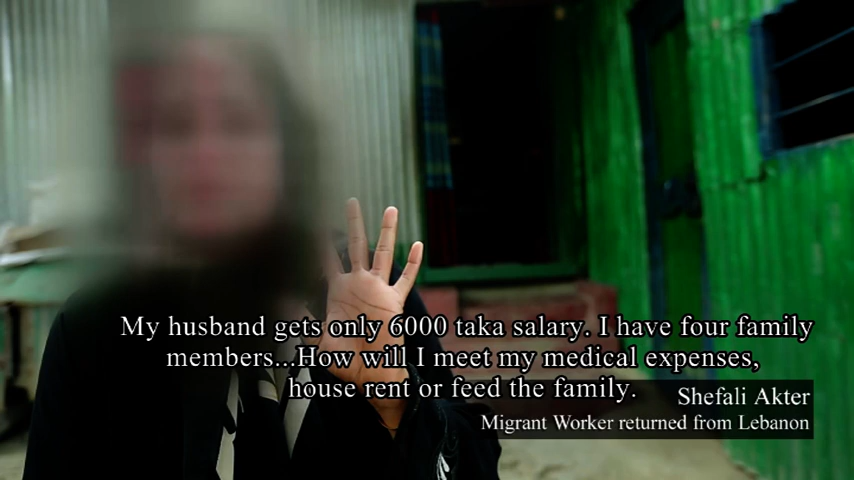 My husband gets only 6000 taka salary. I have four family
members...How will I meet my medical expenses,
house rent or feed the family.
Shefali Akter
Migrant Worker returned from Lebanon